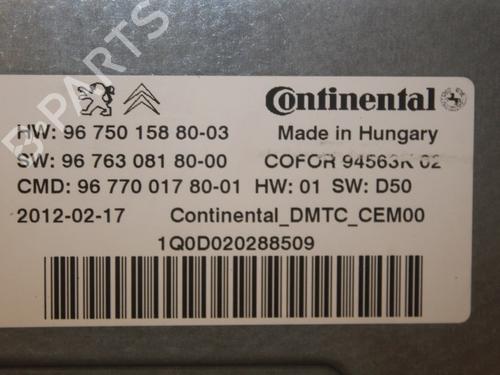 B-PARTS
Continental
HW: 96 750 158 80-03 Made in Hungary
SW: 96 763 081 80-00 COFOR 94563K 02
CMD: 96 770 017 80-01 HW: 01 SW: D50
2012-02-17 Continental_DMTC_CEM00
1Q0D020288509